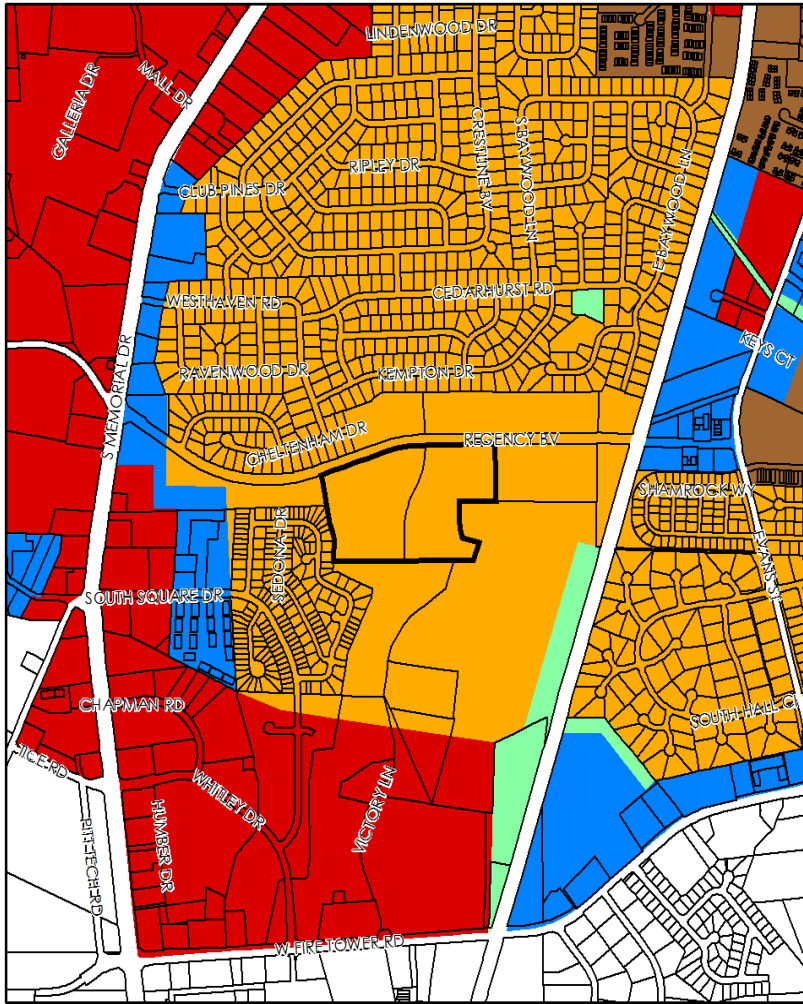 LINDENWOOD DR
MALL DR
GALLERIA DR
CRESTLINE BV
S BAYWOOD LN
RIPLEY DR
CLUB PINES DR
E BAYWOOD LN
CEDARHURST RD
WESTHAVEN RD
KEYS CT
RAVENWOOD DR
KEMPTON DR
S MEMORIAL DR
CHELTENHAM DR
REGENCY BV
SHAMROCK WY
SEDONA DR
EVANS ST
SOUTH SQUARE DR
CHAPMAN RD
SOUTH HALL
TICE RD
WHITLEY DR
VICTORY LN
HUMBER DR
PITT TECH RD
W FIRE TOWER RD